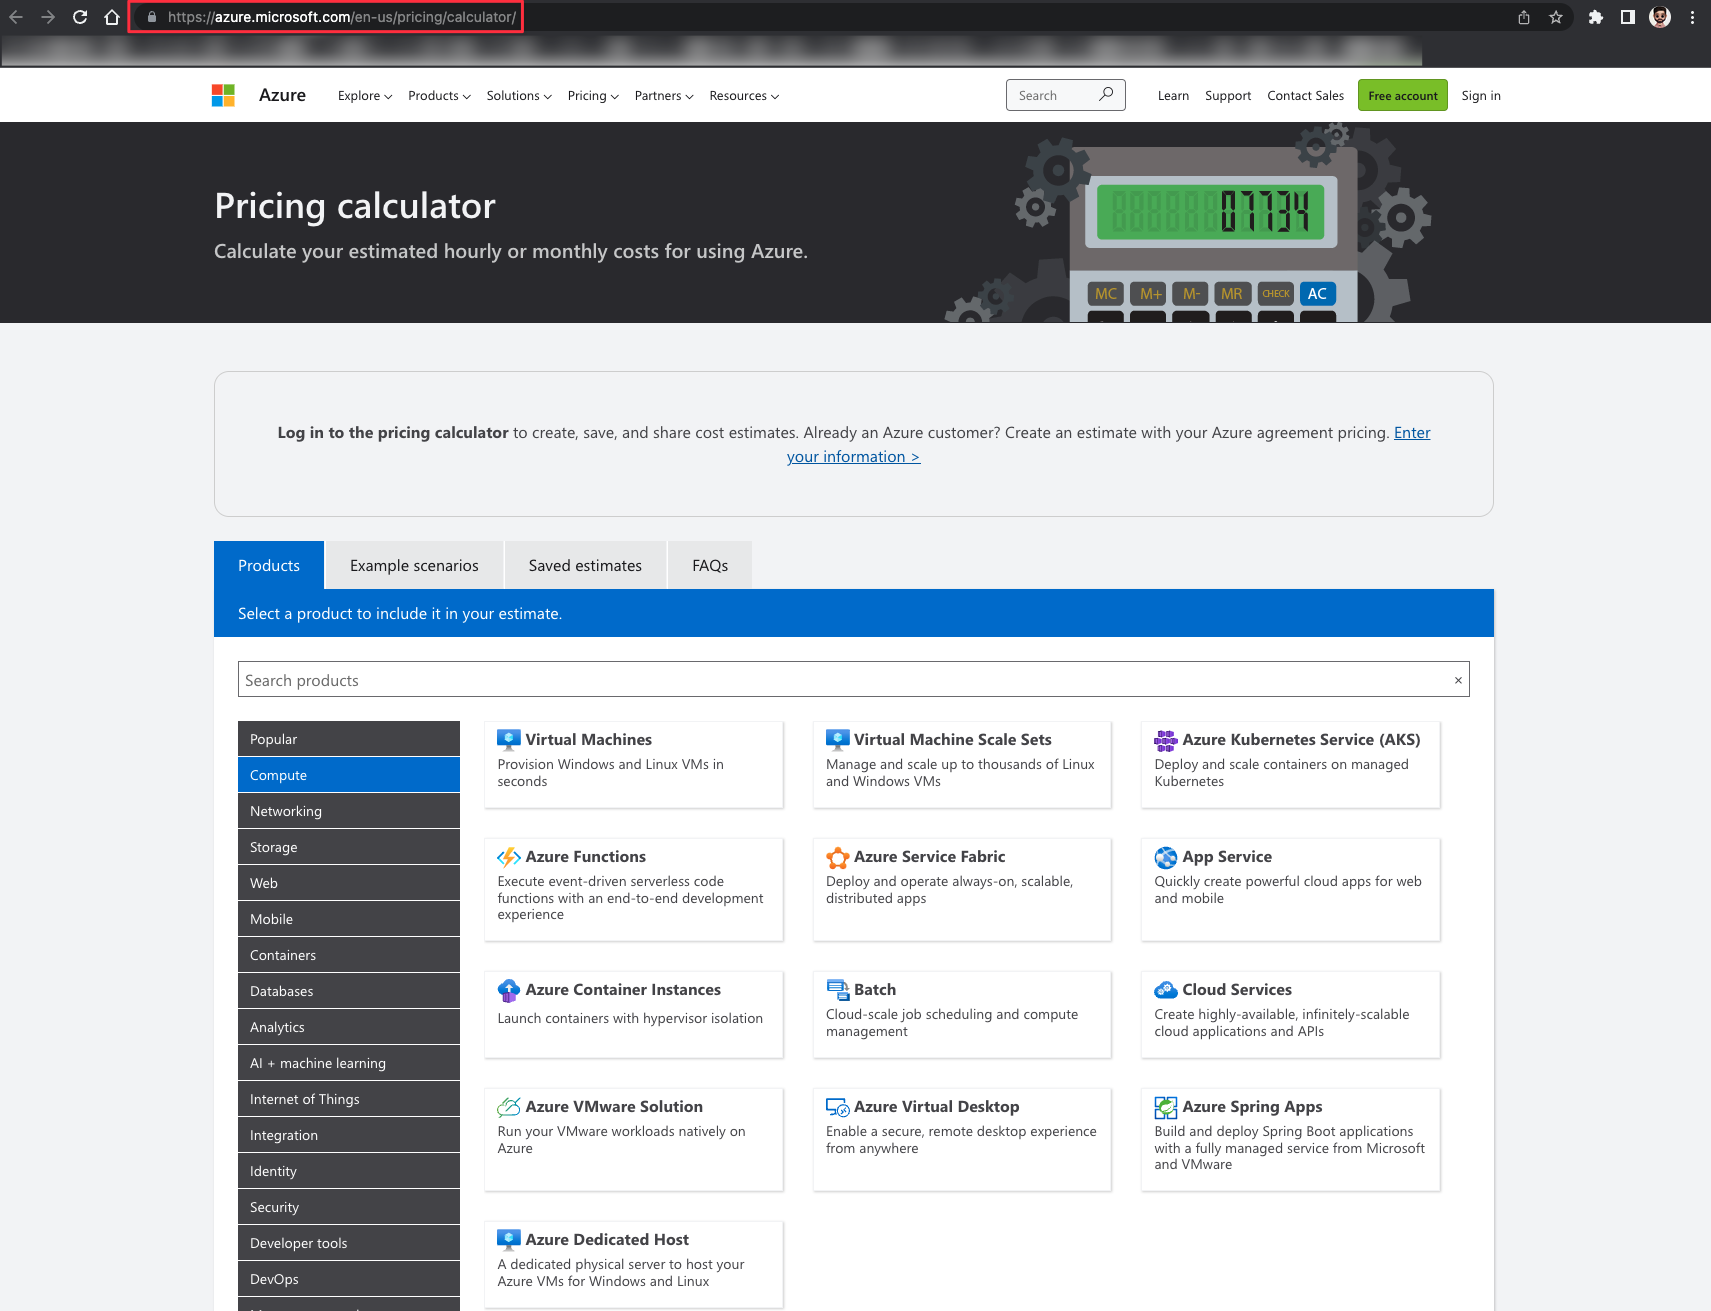 https://azure.microsoft.com/en-us/pricing/calculator/
Azure
Explore
Products
Solutions
Pricing
Partners
Resources
Search
Learn
Support
Contact Sales
Free account
Sign in
Pricing calculator
Calculate your estimated hourly or monthly costs for using Azure.
07734
MC M+ M- MR CHECK AC
Log in to the pricing calculator to create, save, and share cost estimates. Already an Azure customer? Create an estimate with your Azure agreement pricing. Enter
your information >
Products
Example scenarios
Saved estimates
FAQs
Select a product to include it in your estimate.
Search products
×
Popular
Compute
Networking
Storage
Web
Mobile
Containers
Databases
Analytics
AI + machine learning
Internet of Things
Integration
Identity
Security
Developer tools
DevOps
Virtual Machines
Provision Windows and Linux VMs in
seconds
Virtual Machine Scale Sets
Manage and scale up to thousands of Linux
and Windows VMs
Azure Kubernetes Service (AKS)
Deploy and scale containers on managed
Kubernetes
Azure Functions
Execute event-driven serverless code
functions with an end-to-end development
experience
Azure Service Fabric
Deploy and operate always-on, scalable,
distributed apps
App Service
Quickly create powerful cloud apps for web
and mobile
Azure Container Instances
Launch containers with hypervisor isolation
Batch
Cloud-scale job scheduling and compute
management
Cloud Services
Create highly-available, infinitely-scalable
cloud applications and APIs
Azure VMware Solution
Run your VMware workloads natively on
Azure
Azure Virtual Desktop
Enable a secure, remote desktop experience
from anywhere
Azure Spring Apps
Build and deploy Spring Boot applications
with a fully managed service from Microsoft
and VMware
Azure Dedicated Host
A dedicated physical server to host your
Azure VMs for Windows and Linux